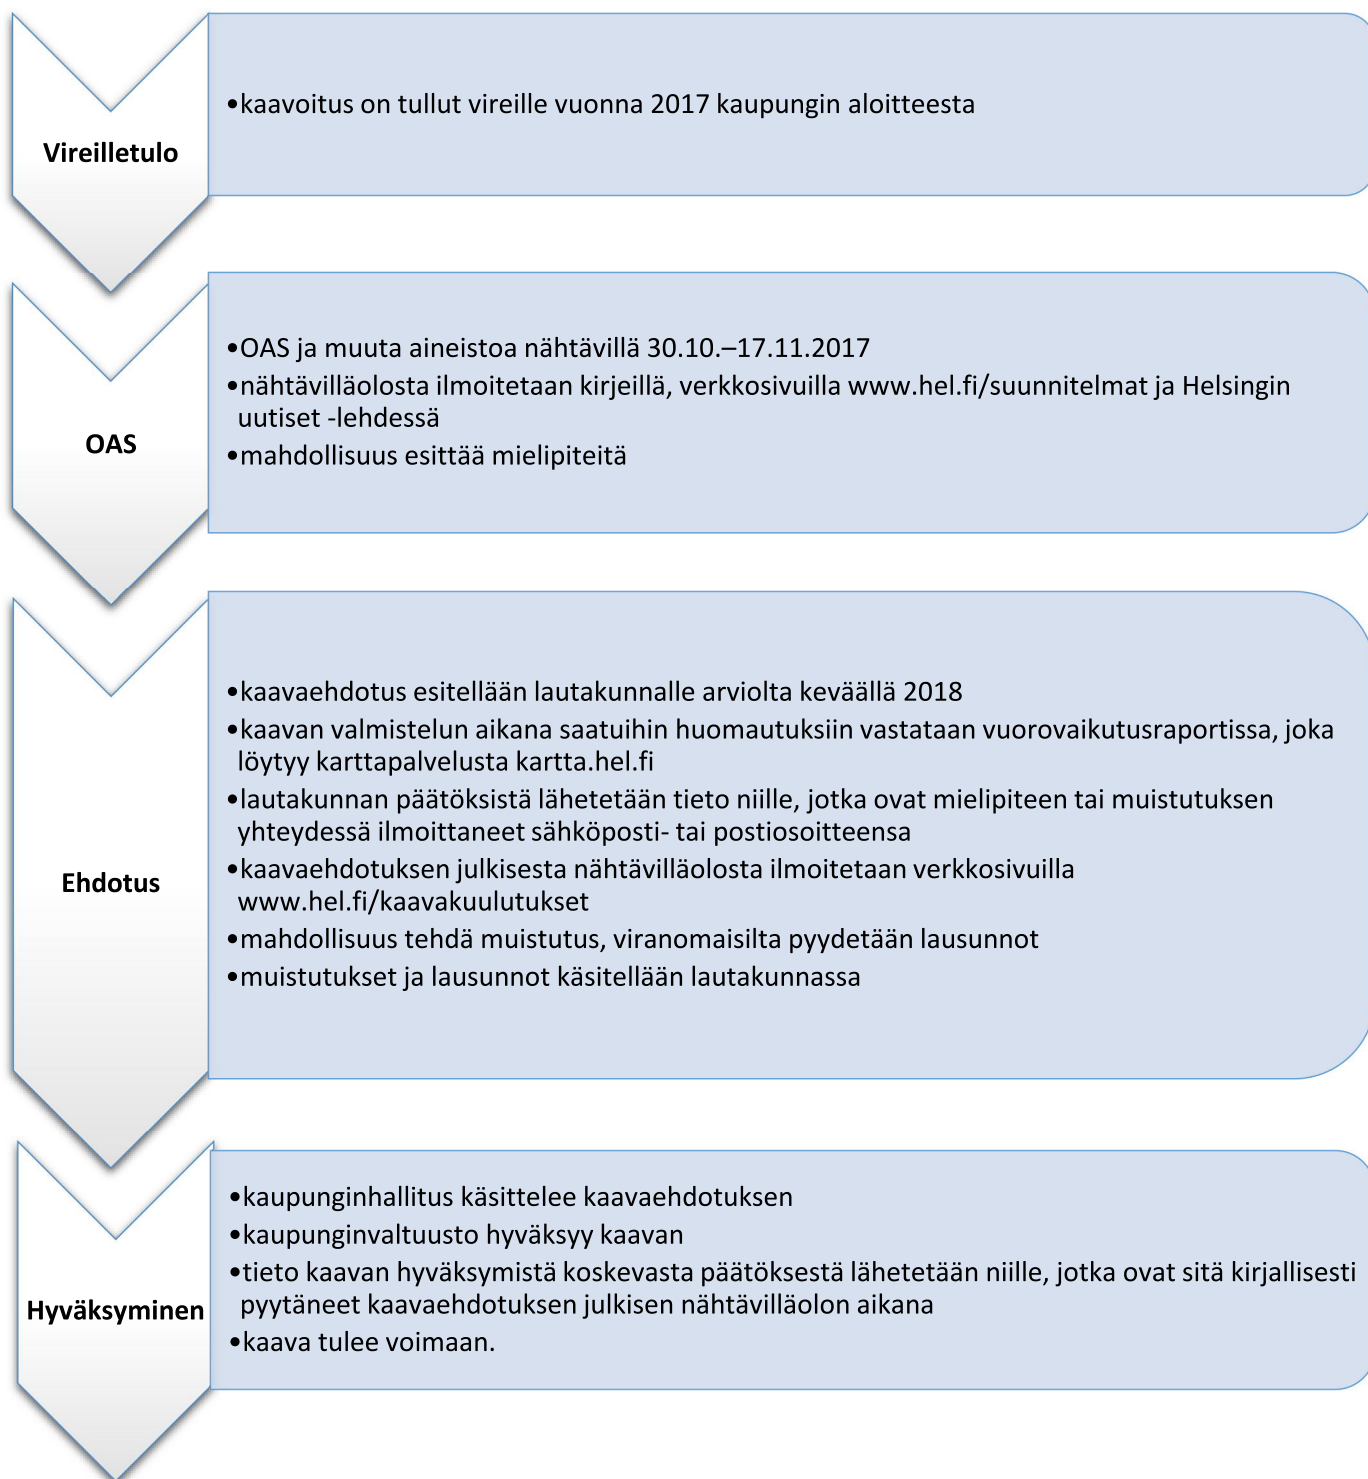 Vireilletulo
•kaavoitus on tullut vireille vuonna 2017 kaupungin aloitteesta
OAS
•OAS ja muuta aineistoa nähtävillä 30.10.–17.11.2017
•nähtävilläolosta ilmoitetaan kirjeillä, verkkosivuilla www.hel.fi/suunnitelmat ja Helsingin
uutiset -lehdessä
•mahdollisuus esittää mielipiteitä
Ehdotus
•kaavaehdotus esitellään lautakunnalle arviolta keväällä 2018
•kaavan valmistelun aikana saatuihin huomautuksiin vastataan vuorovaikutusraportissa, joka
löytyy karttapalvelusta kartta.hel.fi
•lautakunnan päätöksistä lähetetään tieto niille, jotka ovat mielipiteen tai muistutuksen
yhteydessä ilmoittaneet sähköposti- tai postiosoitteensa
•kaavaehdotuksen julkisesta nähtävilläolosta ilmoitetaan verkkosivuilla
www.hel.fi/kaavakuulutukset
•mahdollisuus tehdä muistutus, viranomaisilta pyydetään lausunnot
•muistutukset ja lausunnot käsitellään lautakunnassa
Hyväksyminen
•kaupunginhallitus käsittelee kaavaehdotuksen
•kaupunginvaltuusto hyväksyy kaavan
•tieto kaavan hyväksymistä koskevasta päätöksestä lähetetään niille, jotka ovat sitä kirjallisesti
pyytäneet kaavaehdotuksen julkisen nähtävilläolon aikana
•kaava tulee voimaan.